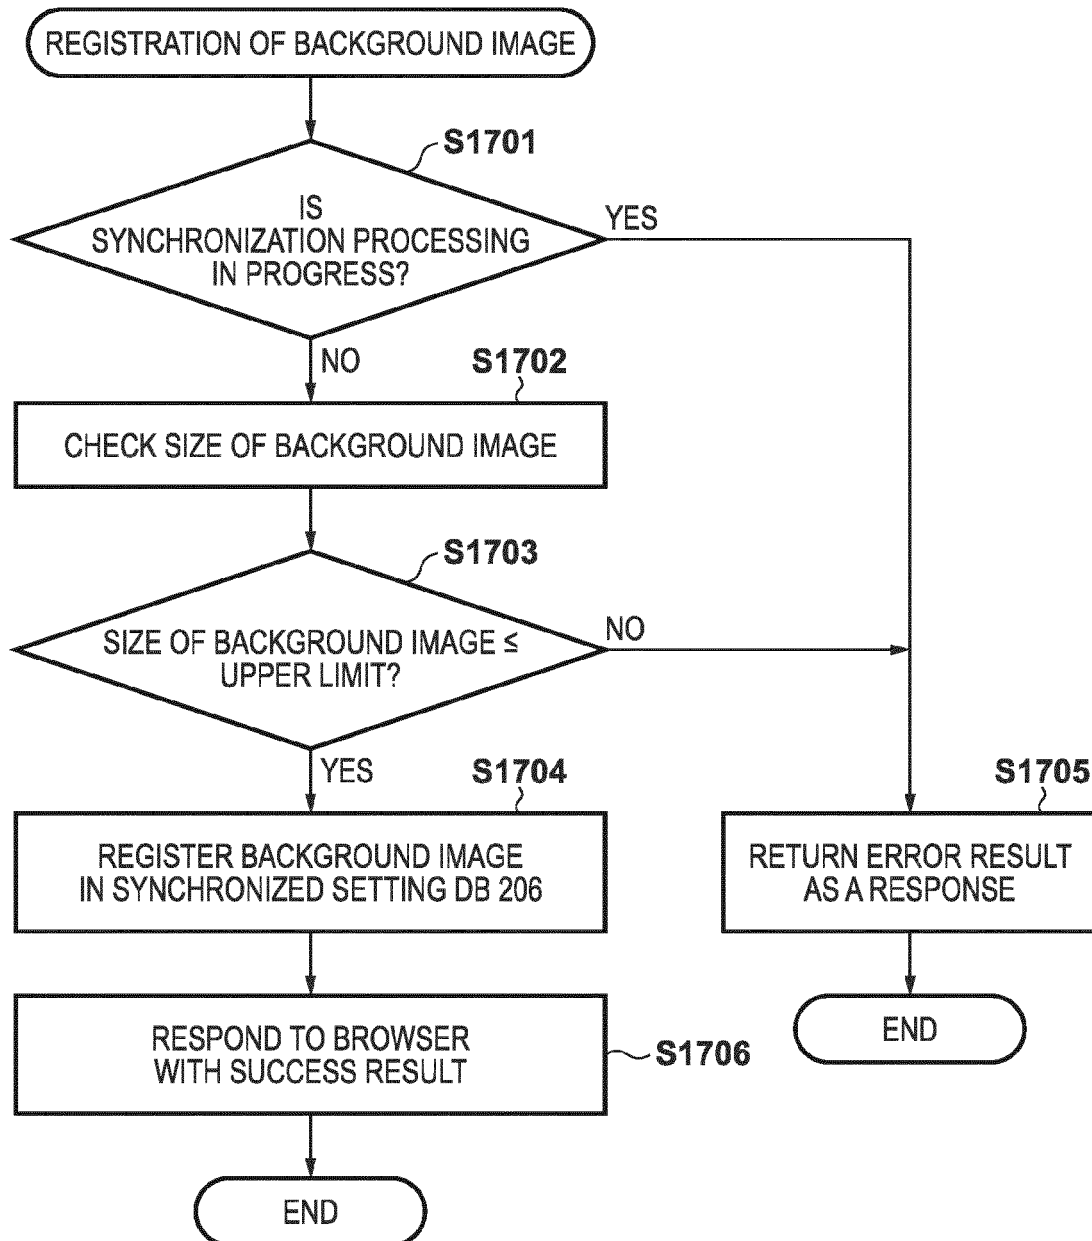 REGISTRATION OF BACKGROUND IMAGE
S1701
IS
SYNCHRONIZATION PROCESSING
IN PROGRESS?
YES
NO
S1702
CHECK SIZE OF BACKGROUND IMAGE
S1703
SIZE OF BACKGROUND IMAGE ≤
UPPER LIMIT?
NO
YES
S1704
REGISTER BACKGROUND IMAGE
IN SYNCHRONIZED SETTING DB 206
S1705
RETURN ERROR RESULT
AS A RESPONSE
RESPOND TO BROWSER
WITH SUCCESS RESULT
S1706
END
END